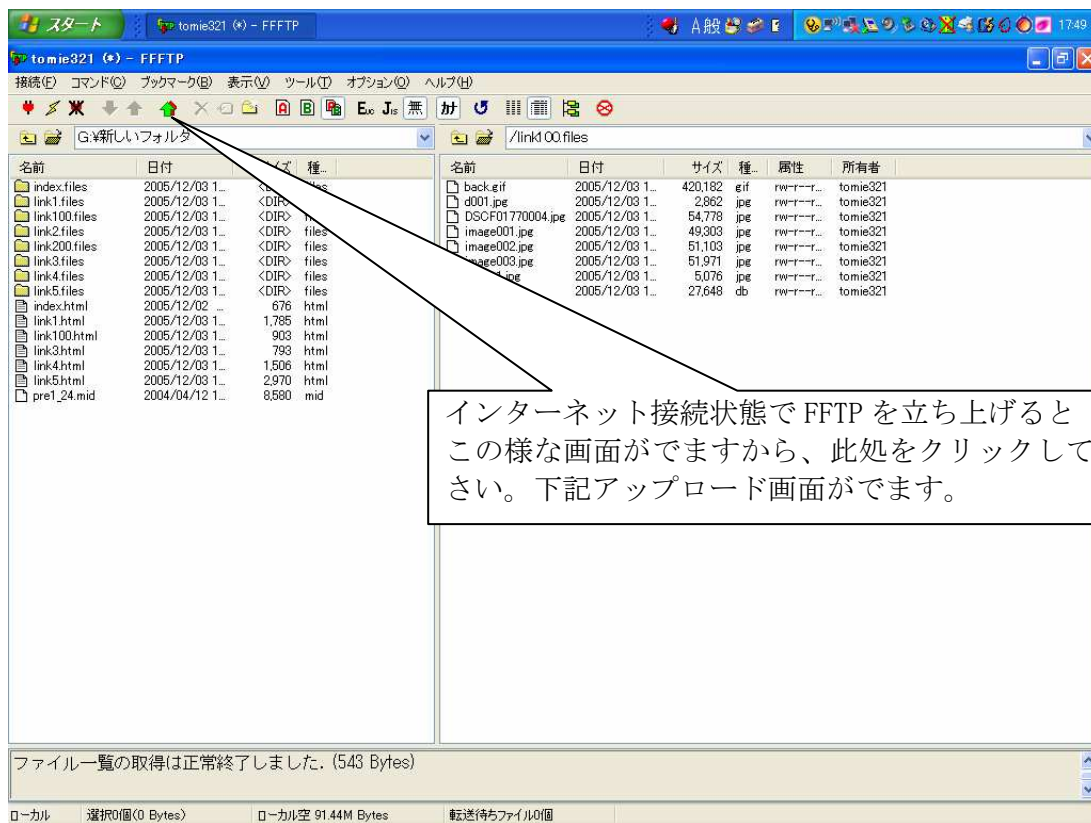 スタート tomie321 (*) - FFFTP A 般 17:49
tomie321 (*) - FFFTP
接続(F) コマンド(C) ブックマーク(B) 表示(V) ツール(T) オプション(O) ヘルプ(H)
A B Euc Jis 無 カナ
G:¥新しいフォルダ /link100.files
名前 日付 イズ 種... 名前 日付 サイズ 種... 属性 所有者
index.files 2005/12/03 1... <DIR> files back.gif 2005/12/03 1... 420,182 gif rw-r--r... tomie321
link1.files 2005/12/03 1... <DIR> d001.jpg 2005/12/03 1... 2,862 jpg rw-r--r... tomie321
link100.files 2005/12/03 1... <DIR> DSCF01770004.jpg 2005/12/03 1... 54,778 jpg rw-r--r... tomie321
link2.files 2005/12/03 1... <DIR> files image001.jpg 2005/12/03 1... 49,303 jpg rw-r--r... tomie321
link200.files 2005/12/03 1... <DIR> files image002.jpg 2005/12/03 1... 51,103 jpg rw-r--r... tomie321
link3.files 2005/12/03 1... <DIR> files image003.jpg 2005/12/03 1... 51,971 jpg rw-r--r... tomie321
link4.files 2005/12/03 1... <DIR> files .jpg 2005/12/03 1... 5,076 jpg rw-r--r... tomie321
link5.files 2005/12/03 1... <DIR> files 2005/12/03 1... 27,648 db rw-r--r... tomie321
index.html 2005/12/02 ... 676 html
link1.html 2005/12/03 1... 1,785 html
link100.html 2005/12/03 1... 903 html
link3.html 2005/12/03 1... 793 html
link4.html 2005/12/03 1... 1,506 html
link5.html 2005/12/03 1... 2,970 html
pre1_24.mid 2004/04/12 1... 8,580 mid
インターネット接続状態で FFTP を立ち上げると
この様な画面がでますから、此処をクリックして
さい。下記アップロード画面がでます。
ファイル一覧の取得は正常終了しました. (543 Bytes)
ローカル 選択0個(0 Bytes) ローカル空 91.44M Bytes 転送待ちファイル0個